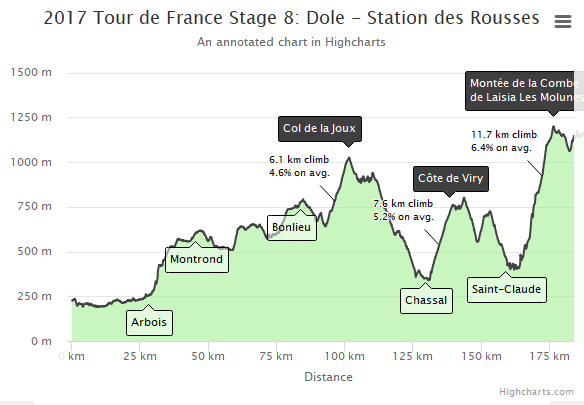 2017 Tour de France Stage 8: Dole - Station des Rousses
An annotated chart in Highcharts
1500 m
1250 m
1000 m
750 m
500 m
250 m
0 m
Montée de la Combe
de Laisia Les Molunes
Col de la Joux
11.7 km climb
6.4% on avg.
6.1 km climb
4.6% on avg.
Côte de Viry
7.6 km climb
5.2% on avg.
Bonlieu
Montrond
Saint-Claude
Chassal
Arbois
0 km
25 km
50 km
75 km
100 km
125 km
150 km
175 km
Distance
Highcharts.com